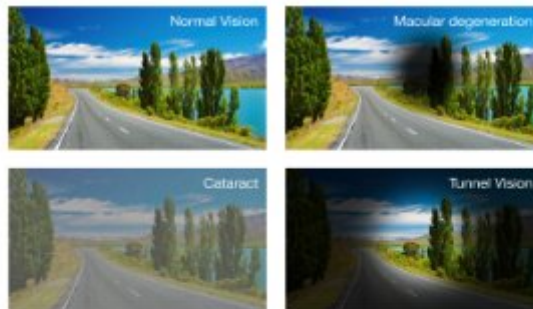 Normal Vision
Macular degeneration
Cataract
Tunnel Vision